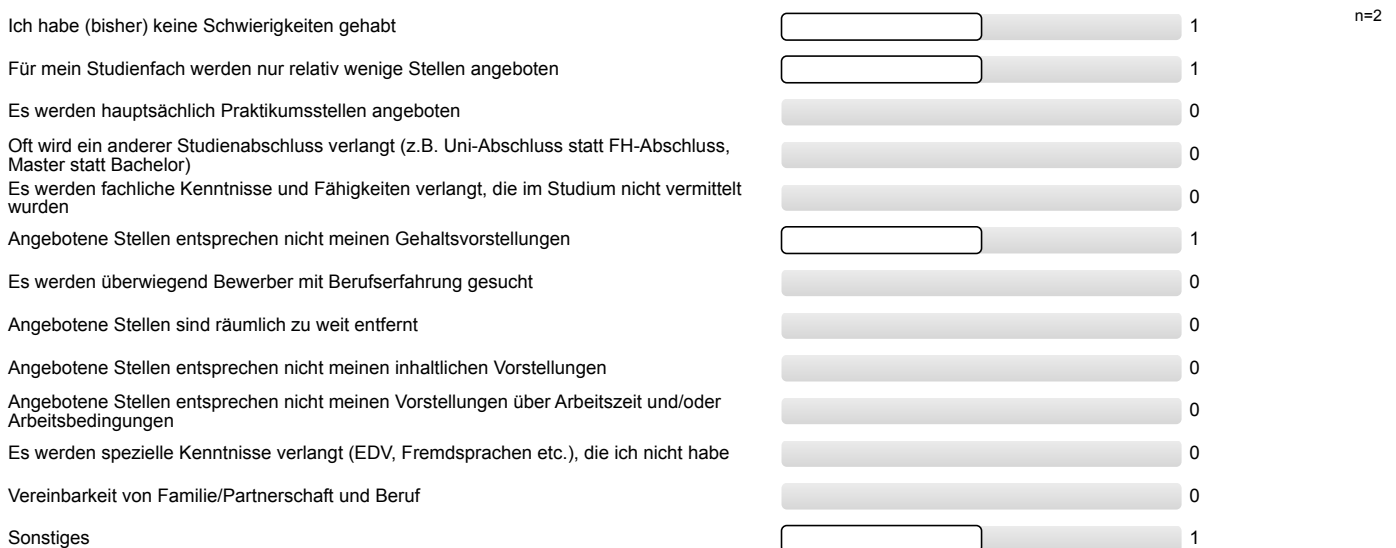 Ich habe (bisher) keine Schwierigkeiten gehabt 1 n=2
Für mein Studienfach werden nur relativ wenige Stellen angeboten 1
Es werden hauptsächlich Praktikumsstellen angeboten 0
Oft wird ein anderer Studienabschluss verlangt (z.B. Uni-Abschluss statt FH-Abschluss,
Master statt Bachelor) 0
Es werden fachliche Kenntnisse und Fähigkeiten verlangt, die im Studium nicht vermittelt
wurden 0
Angebotene Stellen entsprechen nicht meinen Gehaltsvorstellungen 1
Es werden überwiegend Bewerber mit Berufserfahrung gesucht 0
Angebotene Stellen sind räumlich zu weit entfernt 0
Angebotene Stellen entsprechen nicht meinen inhaltlichen Vorstellungen 0
Angebotene Stellen entsprechen nicht meinen Vorstellungen über Arbeitszeit und/oder
Arbeitsbedingungen 0
Es werden spezielle Kenntnisse verlangt (EDV, Fremdsprachen etc.), die ich nicht habe 0
Vereinbarkeit von Familie/Partnerschaft und Beruf 0
Sonstiges 1